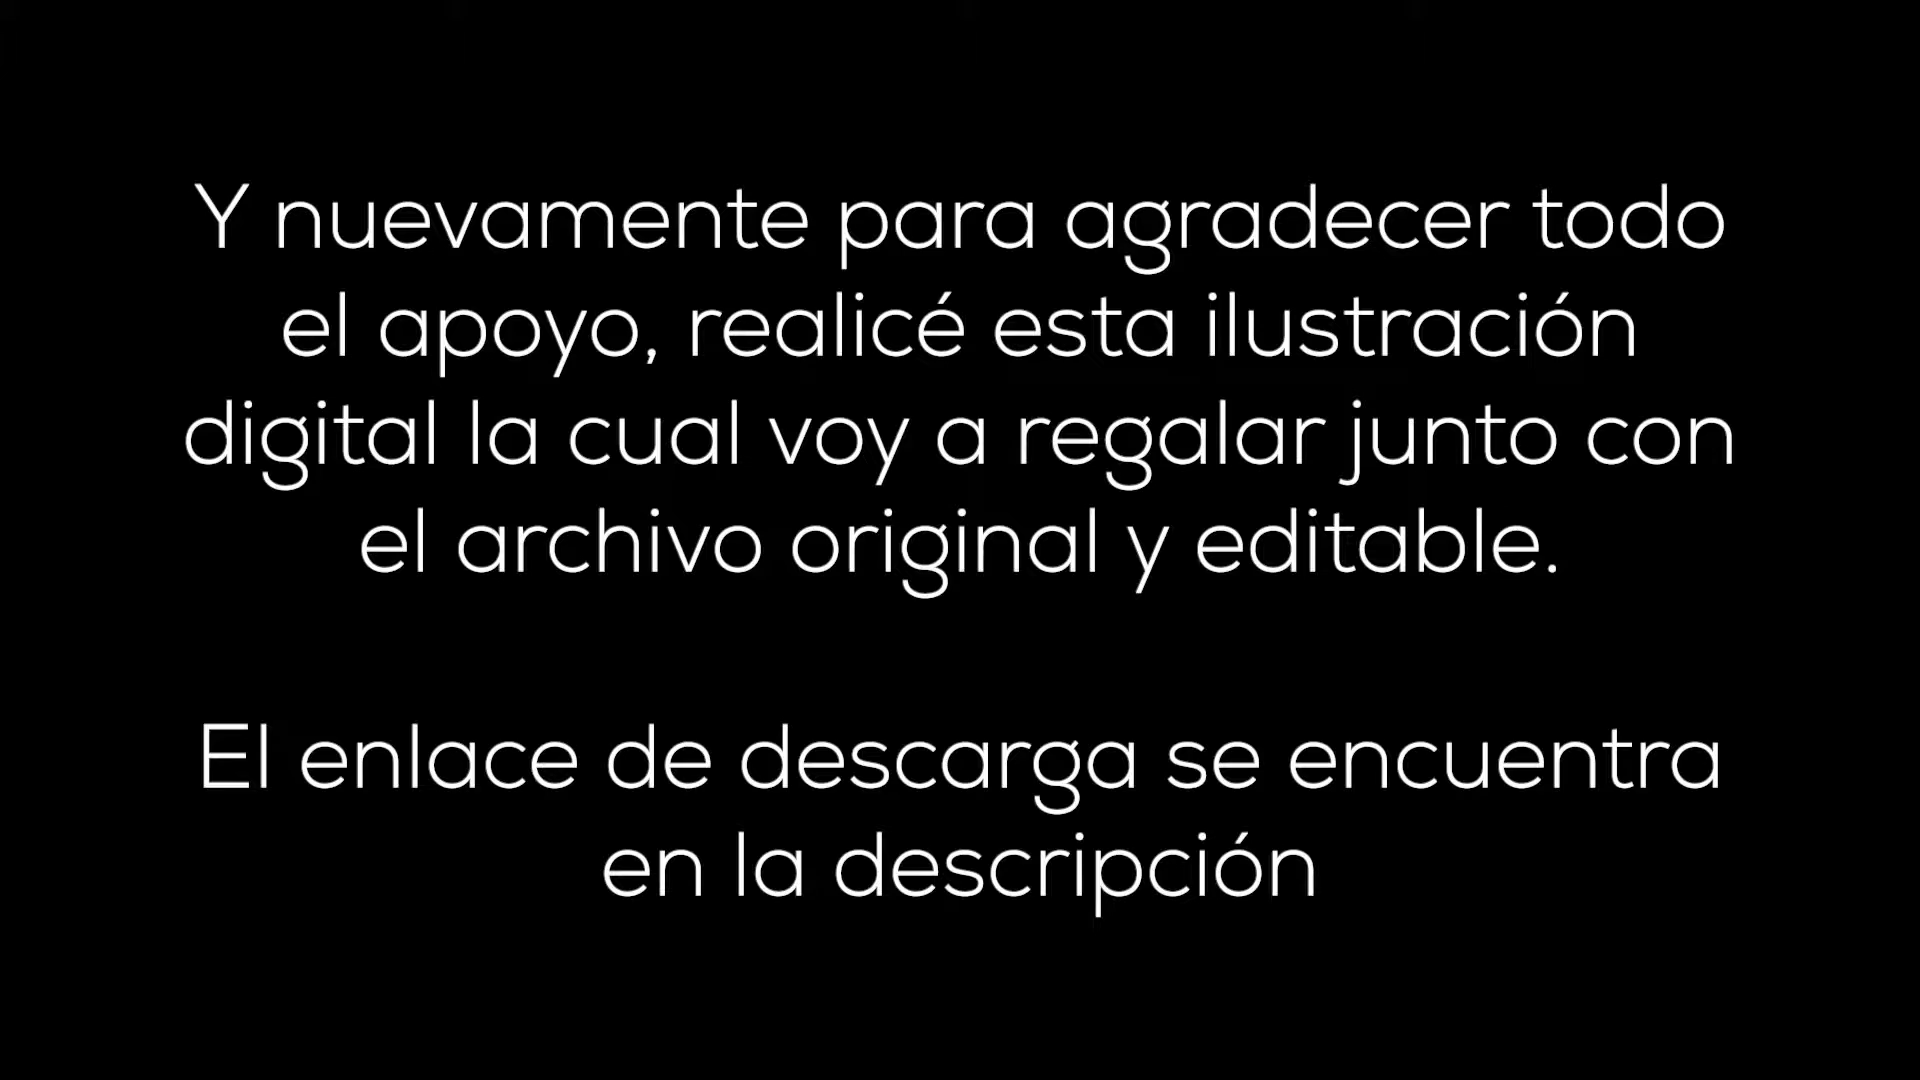 Y nuevamente para agradecer todo
el apoyo, realicé esta ilustración
digital la cual voy a regalar junto con
el archivo original y editable.
El enlace de descarga se encuentra
en la descripción